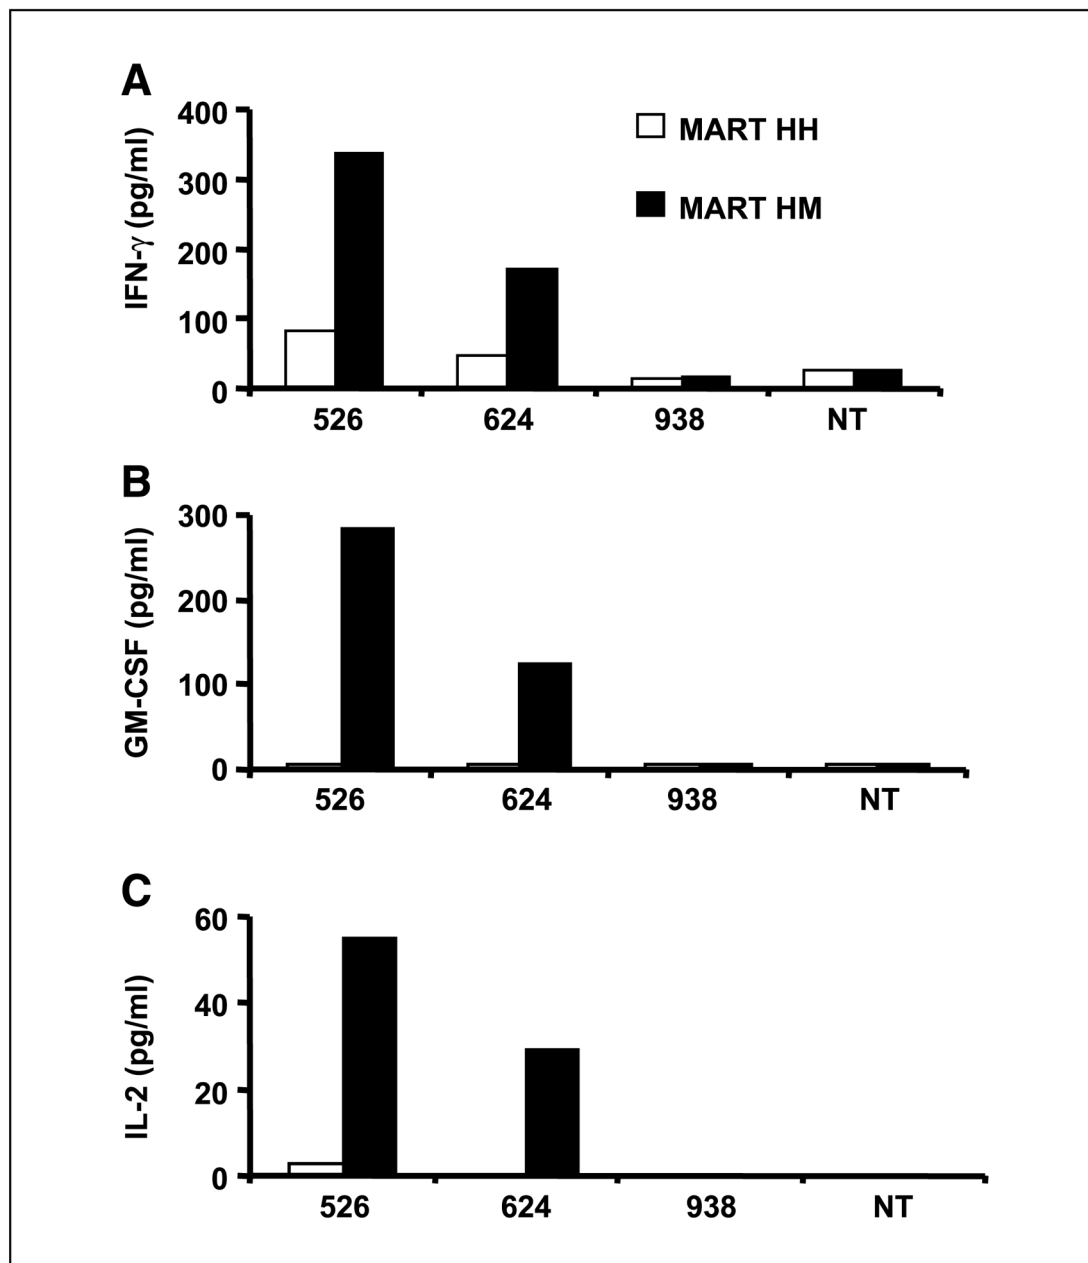 A
IFN-γ (pg/ml)
400
300
200
100
0
MART HH
MART HM
526 624 938 NT
B
GM-CSF (pg/ml)
300
200
100
0
526 624 938 NT
C
IL-2 (pg/ml)
60
40
20
0
526 624 938 NT